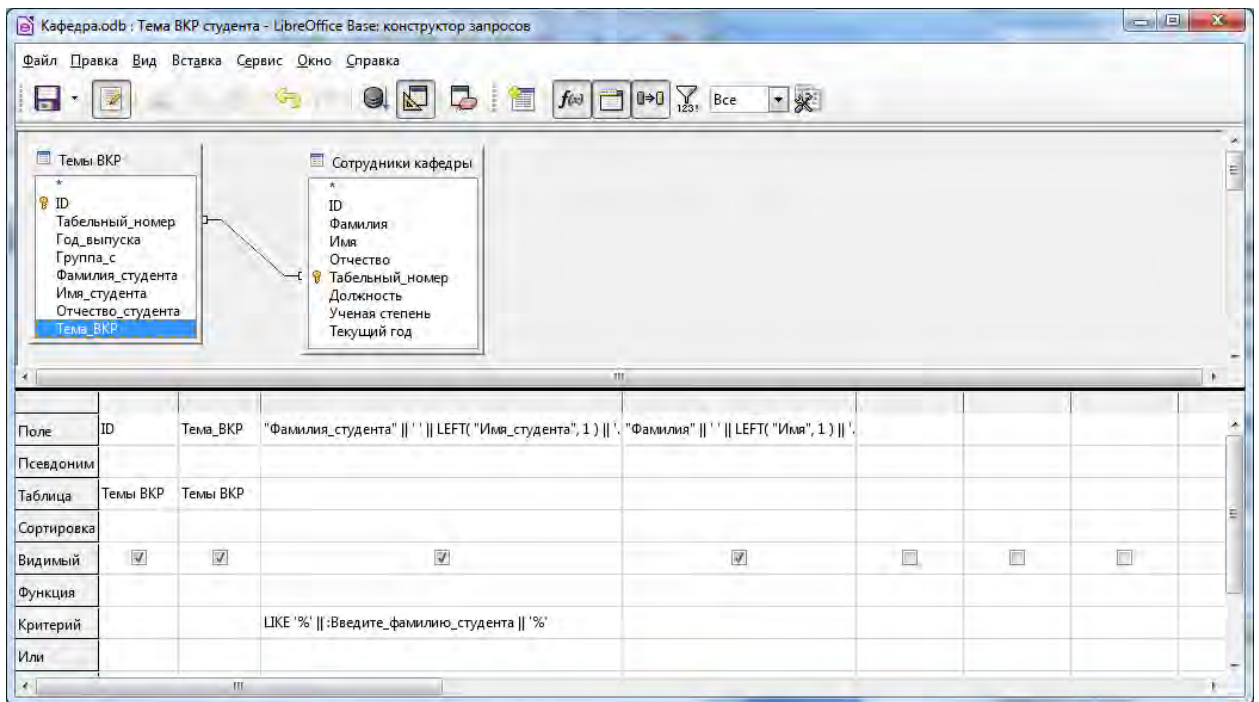 Кафедра.odb : Тема ВКР студента - LibreOffice Base: конструктор запросов
Файл Правка Вид Вставка Сервис Окно Справка
f(x) 123! Все
Темы ВКР
*
ID
Табельный_номер
Год_выпуска
Группа_с
Фамилия_студента
Имя_студента
Отчество_студента
Тема_ВКР
Сотрудники кафедры
*
ID
Фамилия
Имя
Отчество
Табельный_номер
Должность
Ученая степень
Текущий год
Поле ID Тема_ВКР "Фамилия_студента" || ' ' || LEFT( "Имя_студента", 1 ) || '. "Фамилия" || ' ' || LEFT( "Имя", 1 ) || '.
Псевдоним
Таблица Темы ВКР Темы ВКР
Сортировка
Видимый
Функция
Критерий LIKE '%' || :Введите_фамилию_студента || '%'
Или